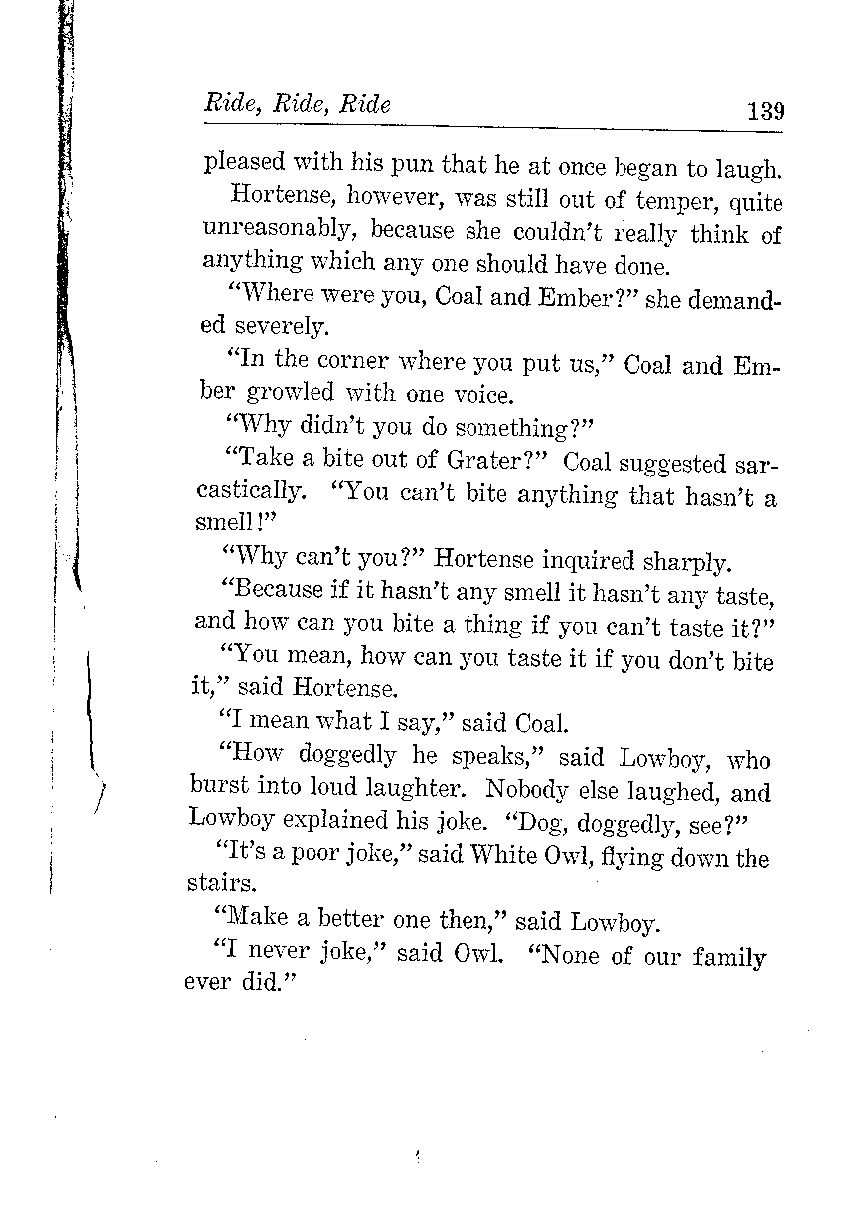 Ride, Ride, Ride 139
pleased with his pun that he at once began to laugh.
Hortense, however, was still out of temper, quite
unreasonably, because she couldn't really think of
anything which any one should have done.
"Where were you, Coal and Ember?" she demand-
ed severely.
"In the corner where you put us," Coal and Em-
ber growled with one voice.
"Why didn't you do something?"
"Take a bite out of Grater?" Coal suggested sar-
castically. "You can't bite anything that hasn't a
smell!"
"Why can't you?" Hortense inquired sharply.
"Because if it hasn't any smell it hasn't any taste,
and how can you bite a thing if you can't taste it?"
"You mean, how can you taste it if you don't bite
it," said Hortense.
"I mean what I say," said Coal.
"How doggedly he speaks," said Lowboy, who
burst into loud laughter. Nobody else laughed, and
Lowboy explained his joke. "Dog, doggedly, see?"
"It's a poor joke," said White Owl, flying down the
stairs.
"Make a better one then," said Lowboy.
"I never joke," said Owl. "None of our family
ever did."